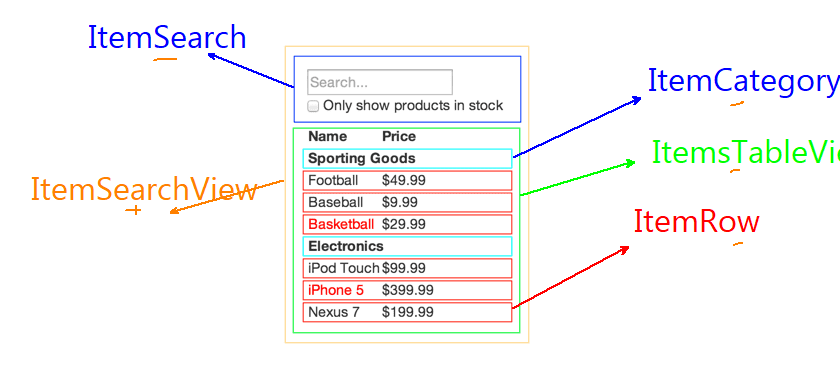 ItemSearch
ItemCategory
ItemsTableVi
ItemSearchView
ItemRow
Search...
Only show products in stock
Name Price
Sporting Goods
Football $49.99
Baseball $9.99
Basketball $29.99
Electronics
iPod Touch $99.99
iPhone 5 $399.99
Nexus 7 $199.99